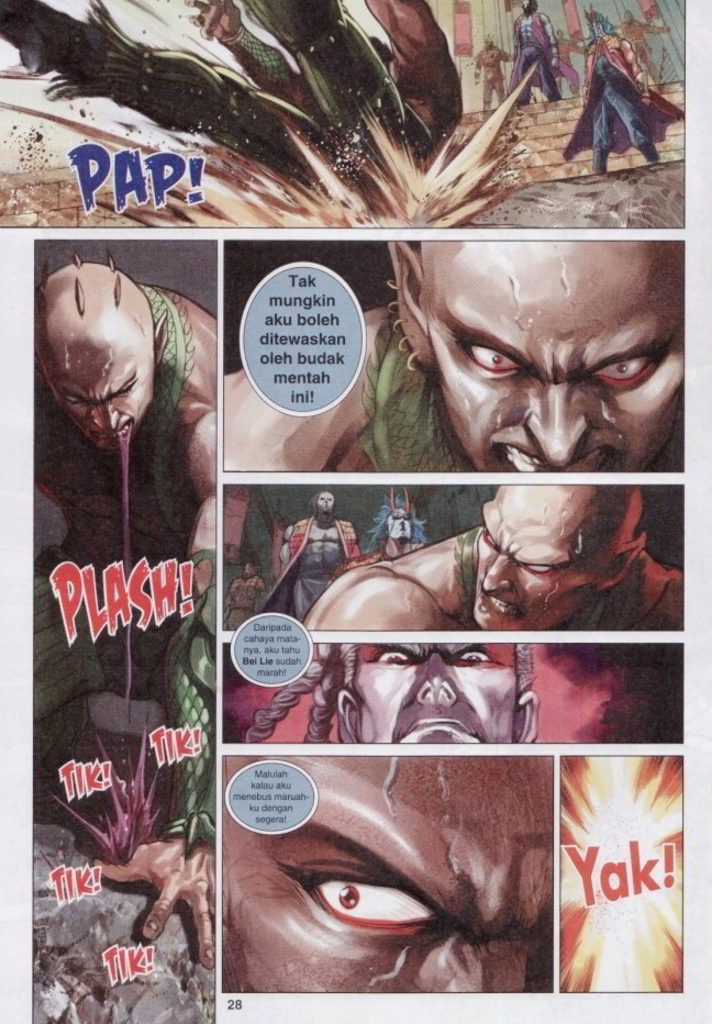 PAP!
Tak
mungkin
aku boleh
ditewaskan
oleh budak
mentah
ini!
PLASH!
TIK!
TIK!
TIK!
TIK!
Daripada
cahaya mata-
nya, aku tahu
Bei Lie sudah
marah!
Malulah
kalau aku
menebus maruah-
ku dengan
segera!
Yak!
28